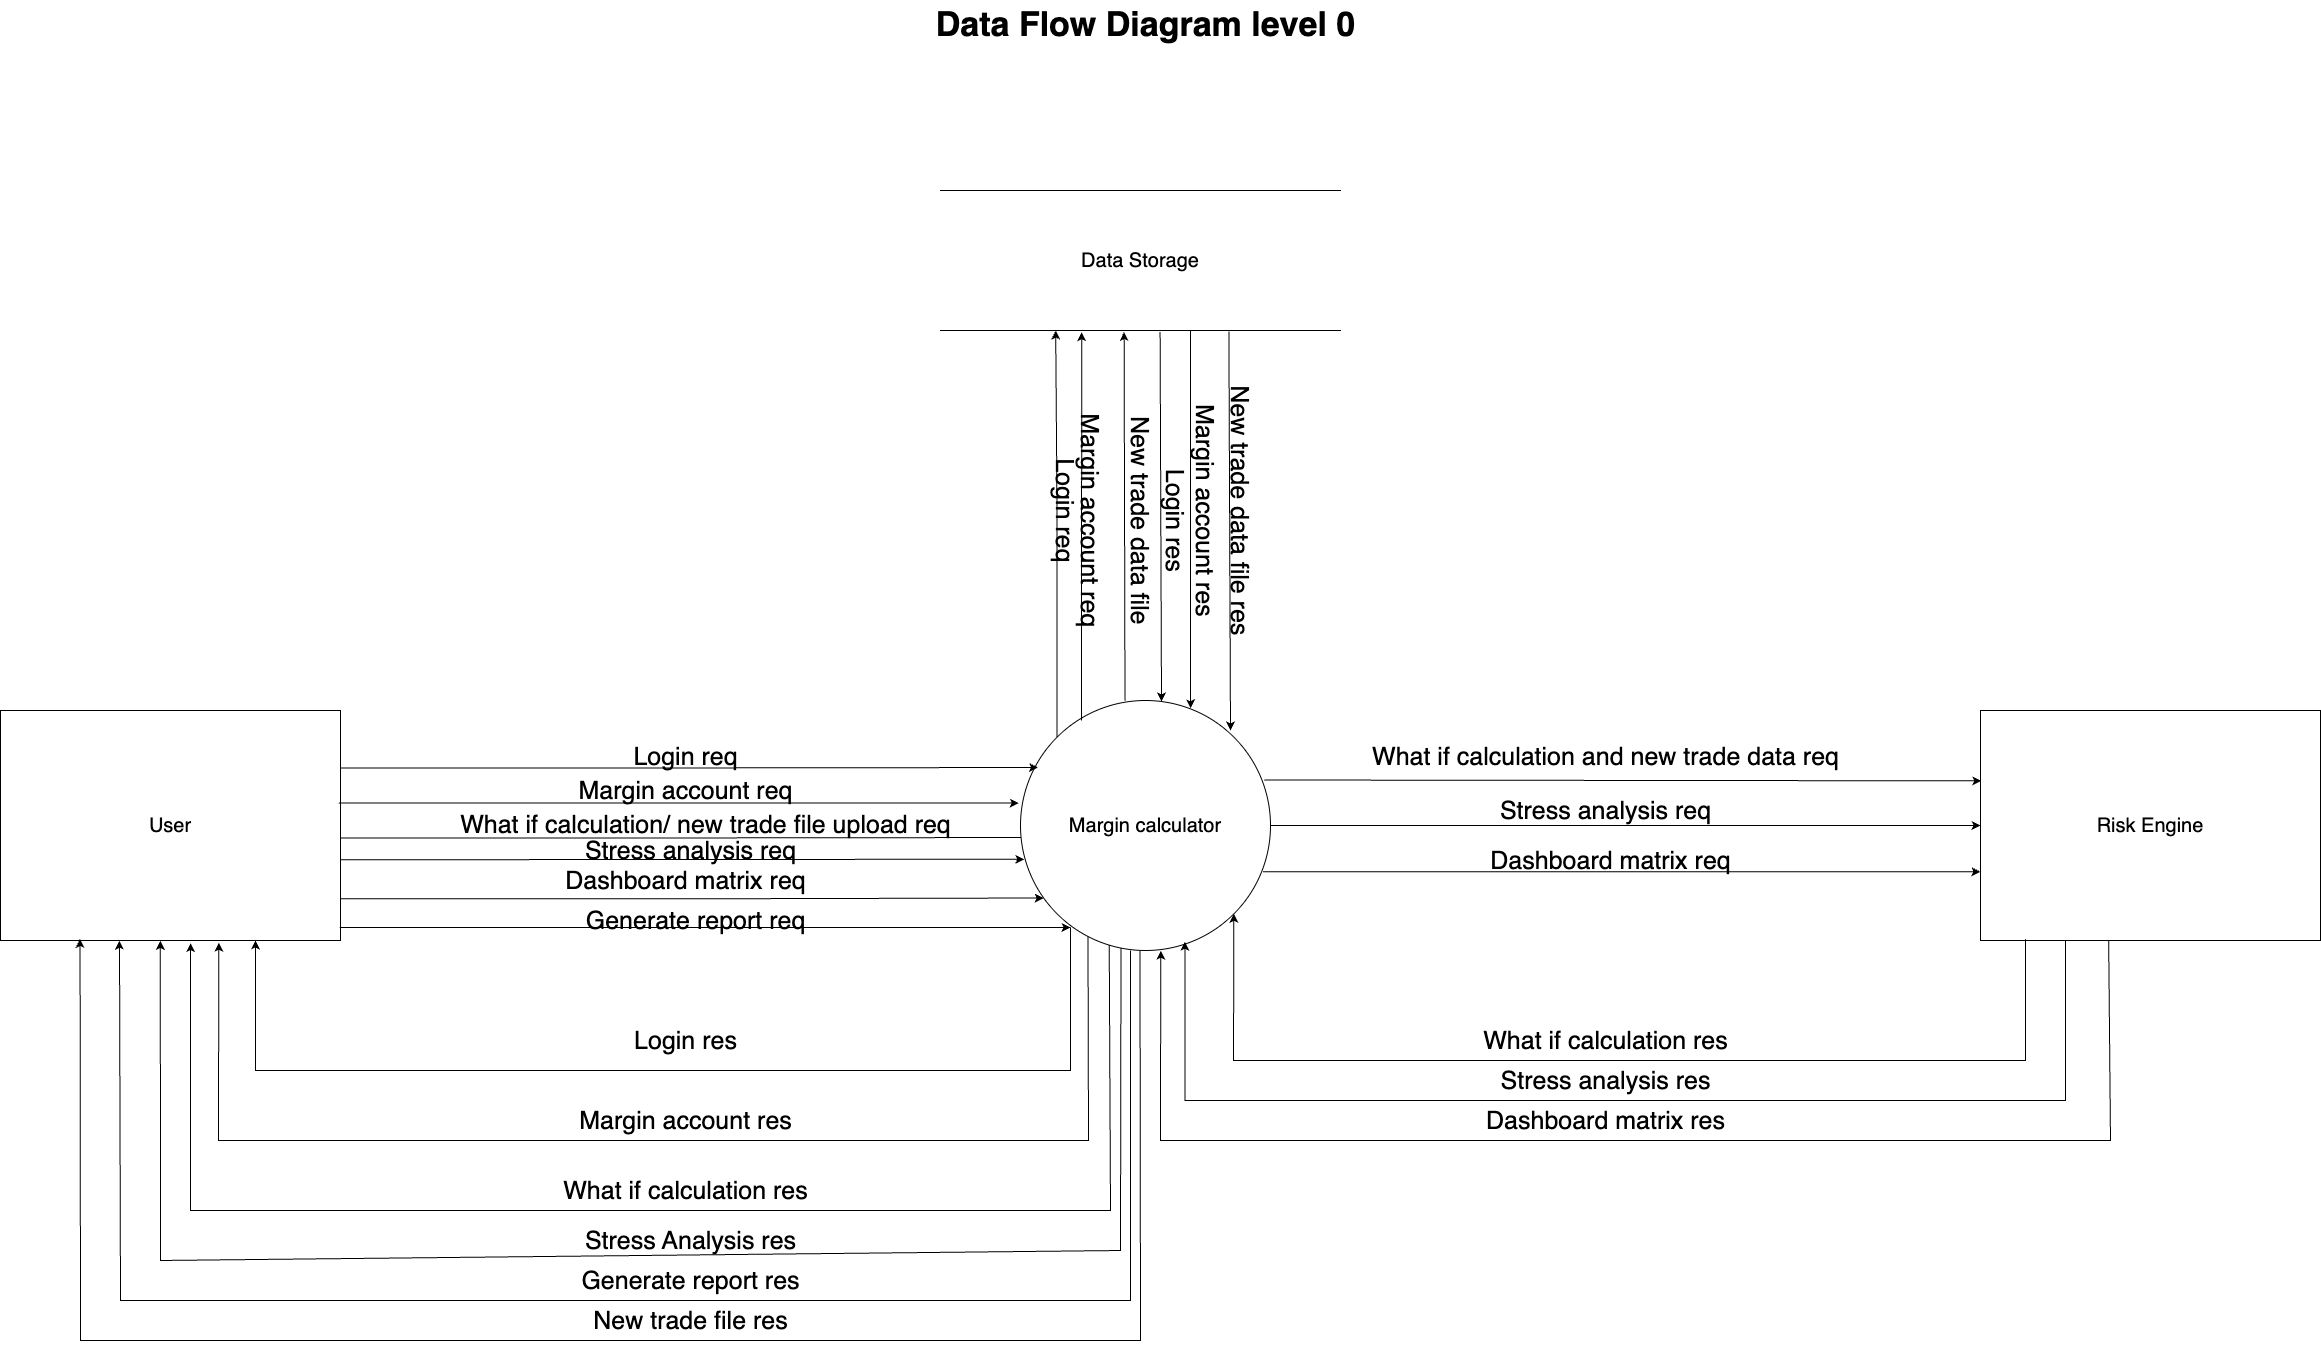 Data Flow Diagram level 0
Data Storage
Login req
Margin account req
New trade data file
Login res
Margin account res
New trade data file res
User
Login req
Margin account req
What if calculation/ new trade file upload req
Stress analysis req
Dashboard matrix req
Generate report req
Margin calculator
What if calculation and new trade data req
Stress analysis req
Dashboard matrix req
Risk Engine
Login res
Margin account res
What if calculation res
Stress Analysis res
Generate report res
New trade file res
What if calculation res
Stress analysis res
Dashboard matrix res